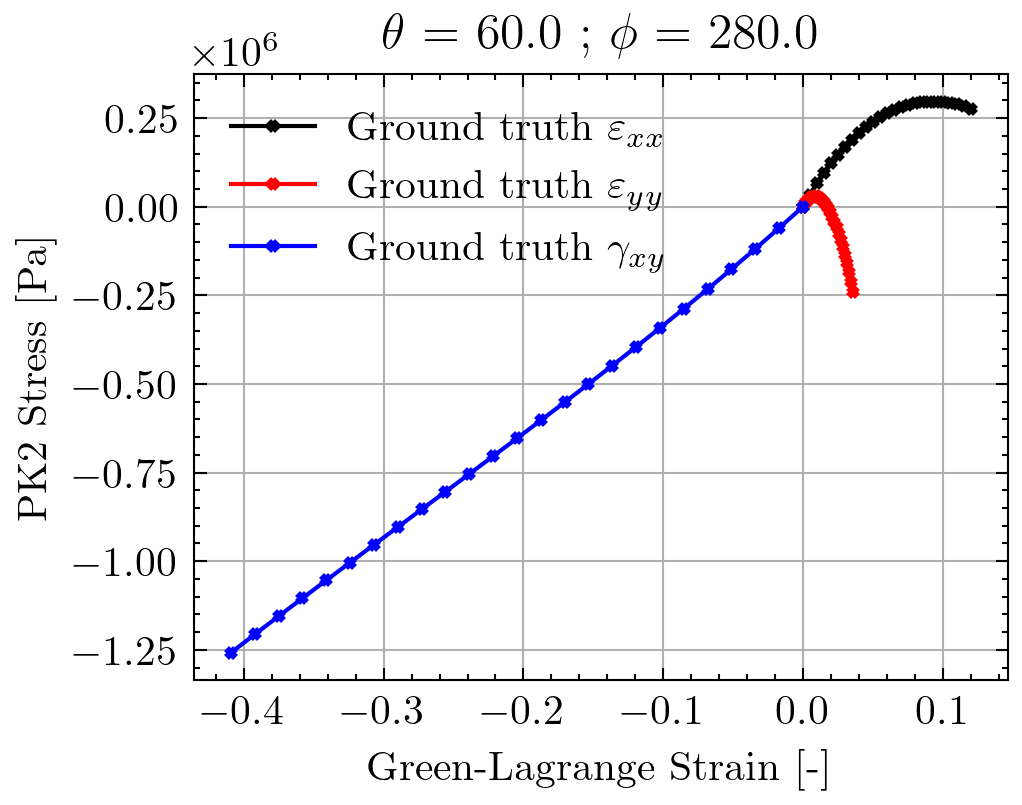 θ = 60.0 ; ϕ = 280.0
×10⁶
Ground truth εₓₓ
Ground truth ε_yy
Ground truth γ_xy
0.25
0.00
−0.25
−0.50
−0.75
−1.00
−1.25
PK2 Stress [Pa]
−0.4 −0.3 −0.2 −0.1 0.0 0.1
Green-Lagrange Strain [-]